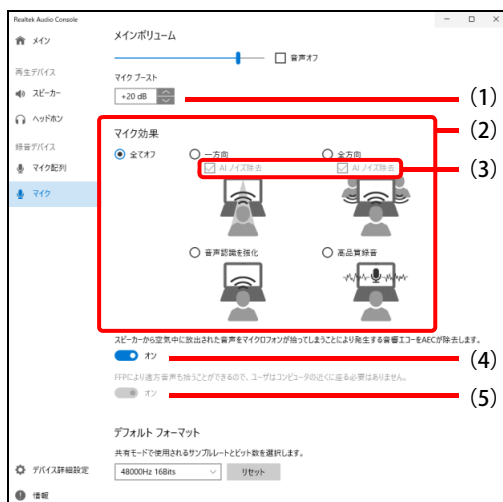 Realtek Audio Console
メイン
再生デバイス
スピーカー
ヘッドホン
録音デバイス
マイク配列
マイク
デバイス詳細設定
情報
メインボリューム
音声オフ
マイク ブースト
+20 dB
(1)
(2)
マイク効果
全てオフ
一方向
全方向
AI ノイズ除去
AI ノイズ除去
(3)
音声認識を強化
高品質録音
スピーカーから空気中に放出された音声をマイクロフォンが拾ってしまうことにより発生する音響エコーをAECが除去します。
オン
(4)
FFPにより遠方音声も拾うことができるので、ユーザはコンピュータの近くに座る必要はありません。
オン
(5)
デフォルト フォーマット
共有モードで使用されるサンプルレートとビット数を選択します。
48000Hz 16Bits
リセット